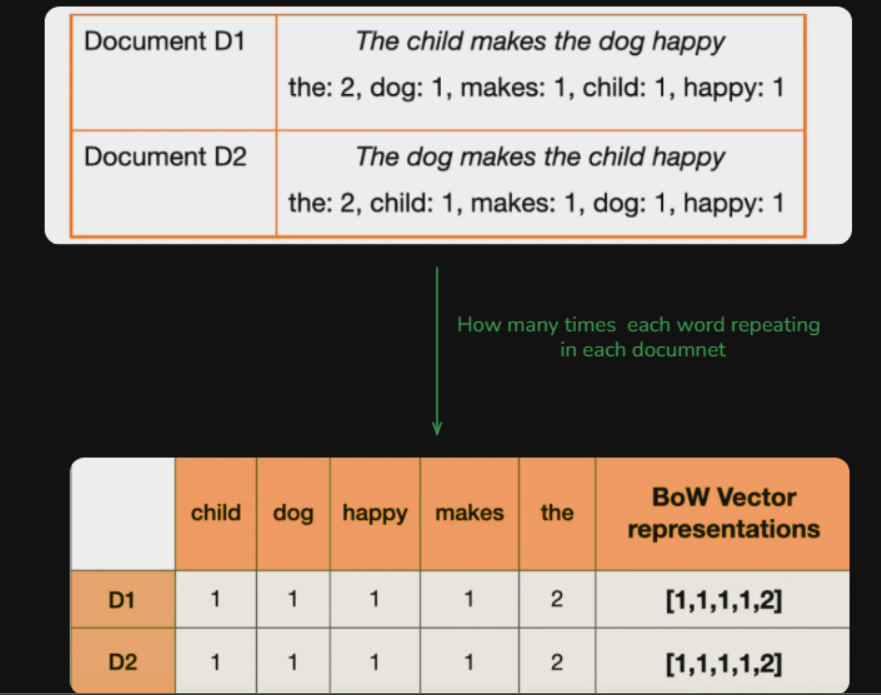 Document D1
The child makes the dog happy
the: 2, dog: 1, makes: 1, child: 1, happy: 1
Document D2
The dog makes the child happy
the: 2, child: 1, makes: 1, dog: 1, happy: 1
How many times each word repeating
in each documnet
child dog happy makes the BoW Vector
representations
D1 1 1 1 1 2 [1,1,1,1,2]
D2 1 1 1 1 2 [1,1,1,1,2]